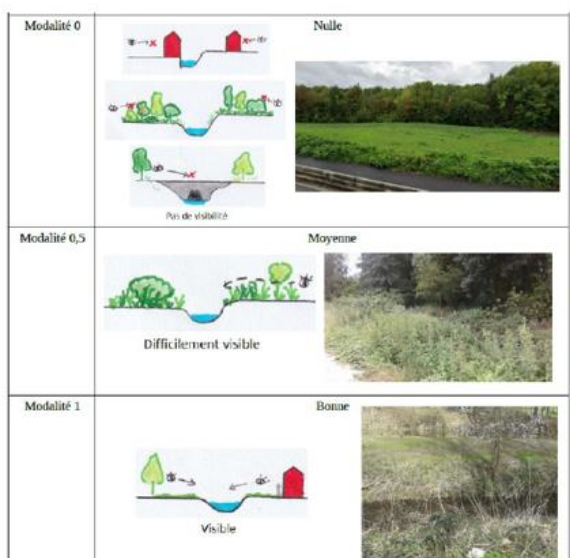 Modalité 0
Nulle
Pas de visibilité
Modalité 0,5
Moyenne
Difficilement visible
Modalité 1
Bonne
Visible